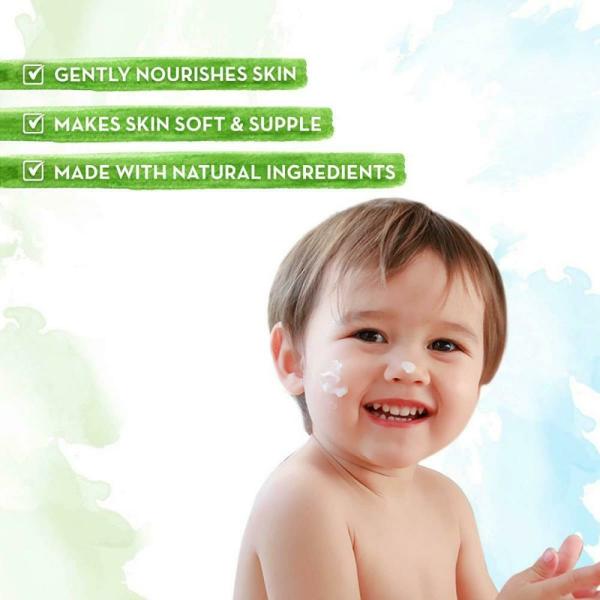 GENTLY NOURISHES SKIN
MAKES SKIN SOFT & SUPPLE
MADE WITH NATURAL INGREDIENTS